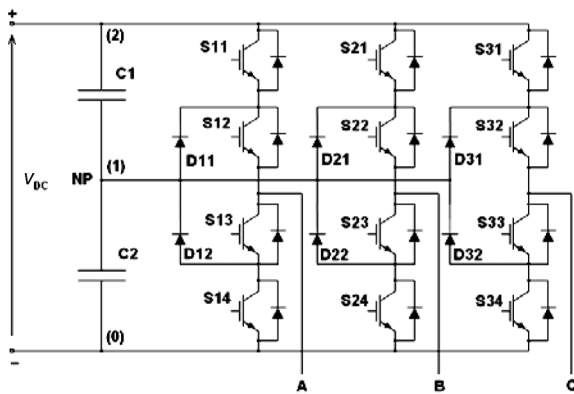 +
(2)
S11
S21
S31
C1
S12
S22
S32
(1)
D11
D21
D31
VDC
NP
S13
S23
S33
C2
D12
D22
D32
S14
S24
S34
(0)
−
A
B
C